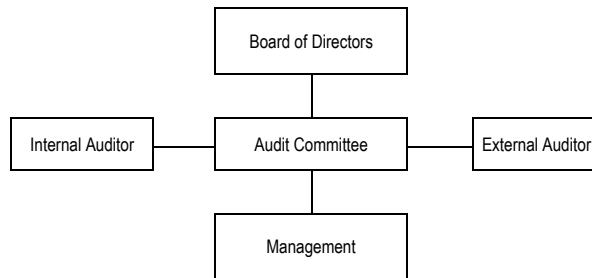 Board of Directors
Internal Auditor
Audit Committee
External Auditor
Management